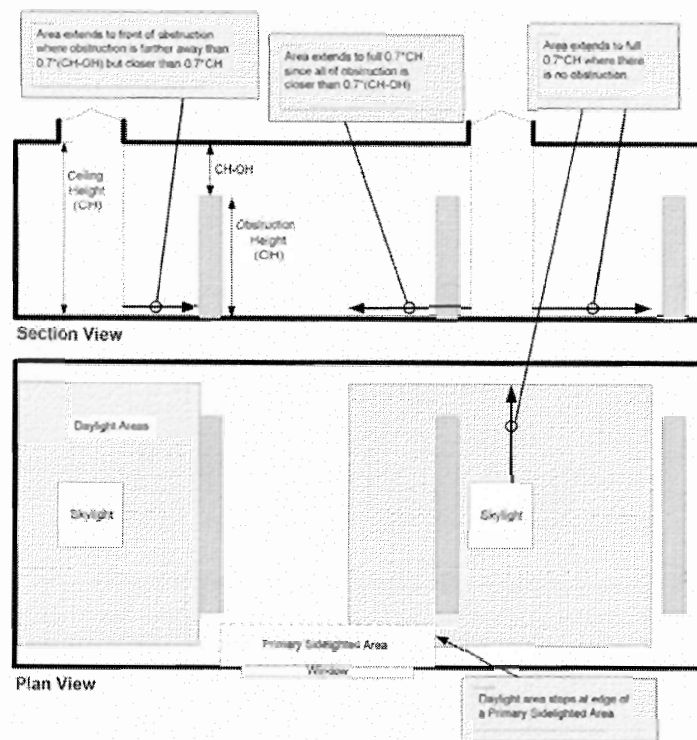 Area extends to front of obstruction
where obstruction is farther away than
0.7*(CH-OH) but closer than 0.7*CH
Area extends to full 0.7*CH
since all of obstruction is
closer than 0.7*(CH-OH)
Area extends to full
0.7*CH where there
is no obstruction.
Ceiling
Height
(CH)
CH-OH
Obstruction
Height
(OH)
Section View
Daylight Areas
Skylight
Skylight
Primary Sidelighted Area
Window
Plan View
Daylight area stops at edge of
a Primary Sidelighted Area